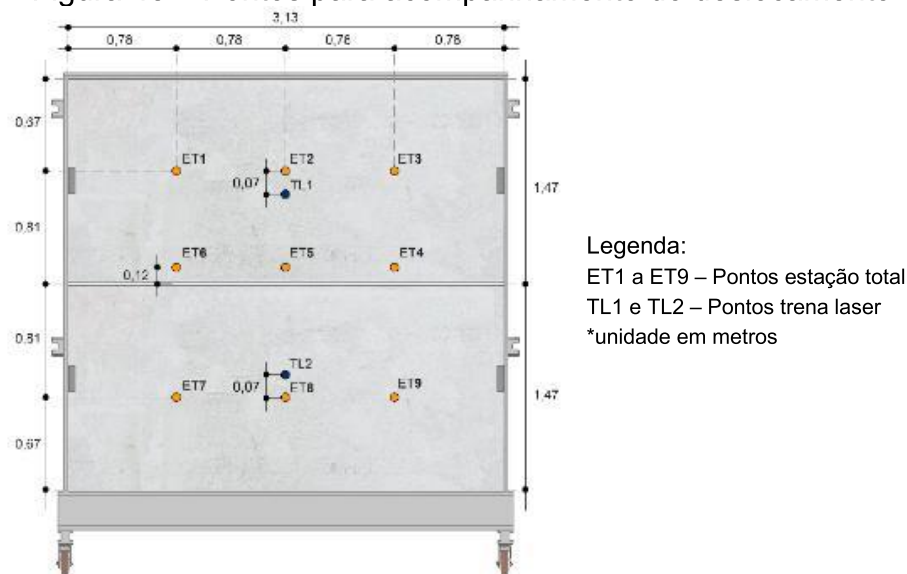 3,13
0,78 0,78 0,78 0,78
0,67
ET1 ET2 ET3
0,07 TL1
1,47
0,81
ET6 ET5 ET4
0,12
0,81
TL2
ET7 0,07 ET8 ET9
1,47
0,67
Legenda:
ET1 a ET9 – Pontos estação total
TL1 e TL2 – Pontos trena laser
*unidade em metros